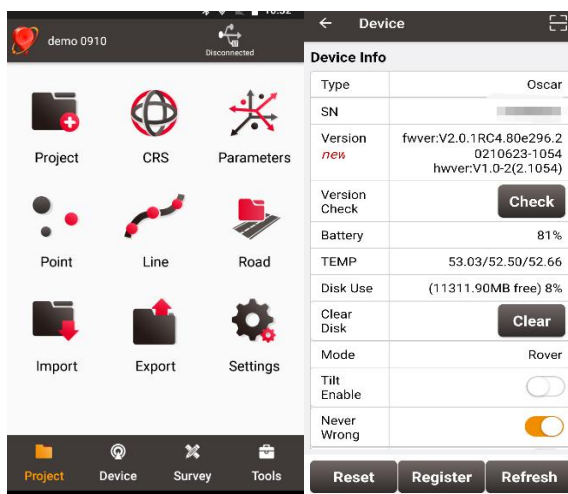 demo 0910
Disconnected
Project
CRS
Parameters
Point
Line
Road
Import
Export
Settings
Project
Device
Survey
Tools
Device
Device Info
Type
Oscar
SN
Version
new
fwver:V2.0.1RC4.80e296.2
0210623-1054
hwver:V1.0-2(2.1054)
Version
Check
Check
Battery
81%
TEMP
53.03/52.50/52.66
Disk Use
(11311.90MB free) 8%
Clear
Disk
Clear
Mode
Rover
Tilt
Enable
Never
Wrong
Reset
Register
Refresh